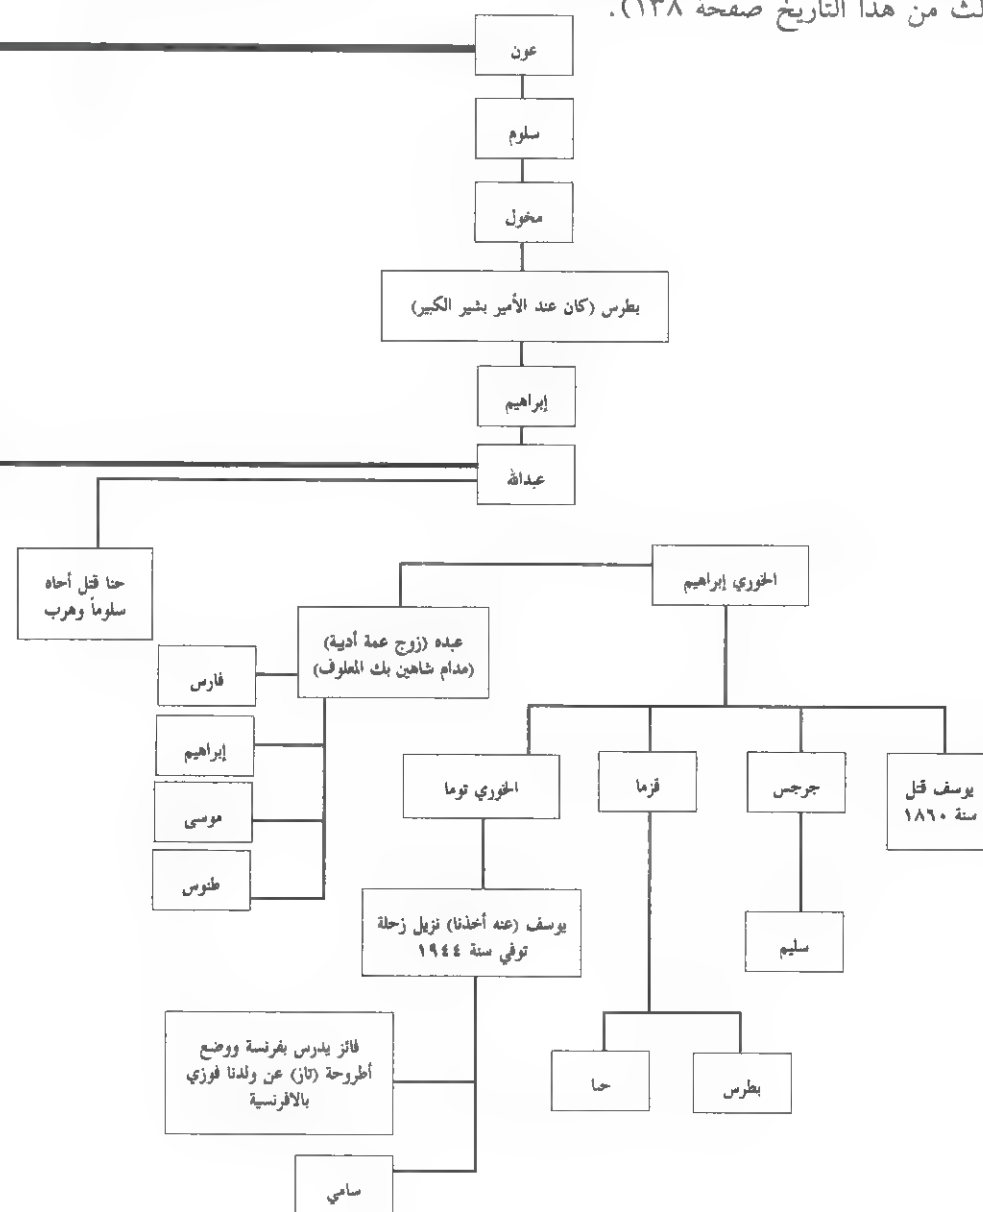 لث من هذا التاريخ صفحة ١٣٨).
عون
سلوم
مخول
بطرس (كان عند الأمير بشير الكبير)
إبراهيم
عبدالله
حنا قتل أخاه
سلوماً وهرب
الخوري إبراهيم
عبده (زوج عمة أديبة)
(مدام شاهين بك المعلوف)
فارس
إبراهيم
موسى
طنوس
يوسف قتل
سنة ١٨٦٠
جرجس
قزما
الخوري توما
سليم
يوسف (عنه أخذنا) نزيل زحلة
توفي سنة ١٩٤٤
بطرس
حنا
فائز يدرس بفرنسة ووضع
أطروحة (تاز) عن ولدنا فوزي
بالافرنسية
سامي